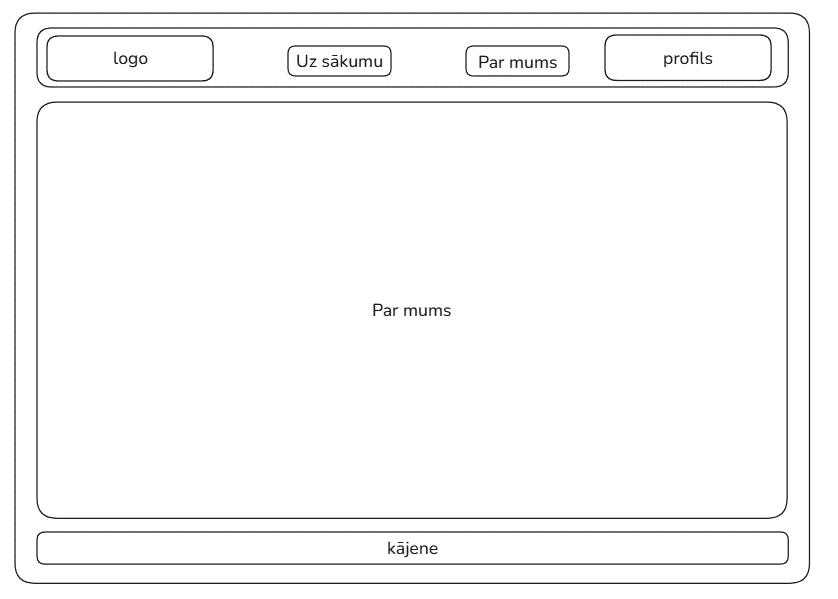 logo
Uz sākumu
Par mums
profils
Par mums
kājene